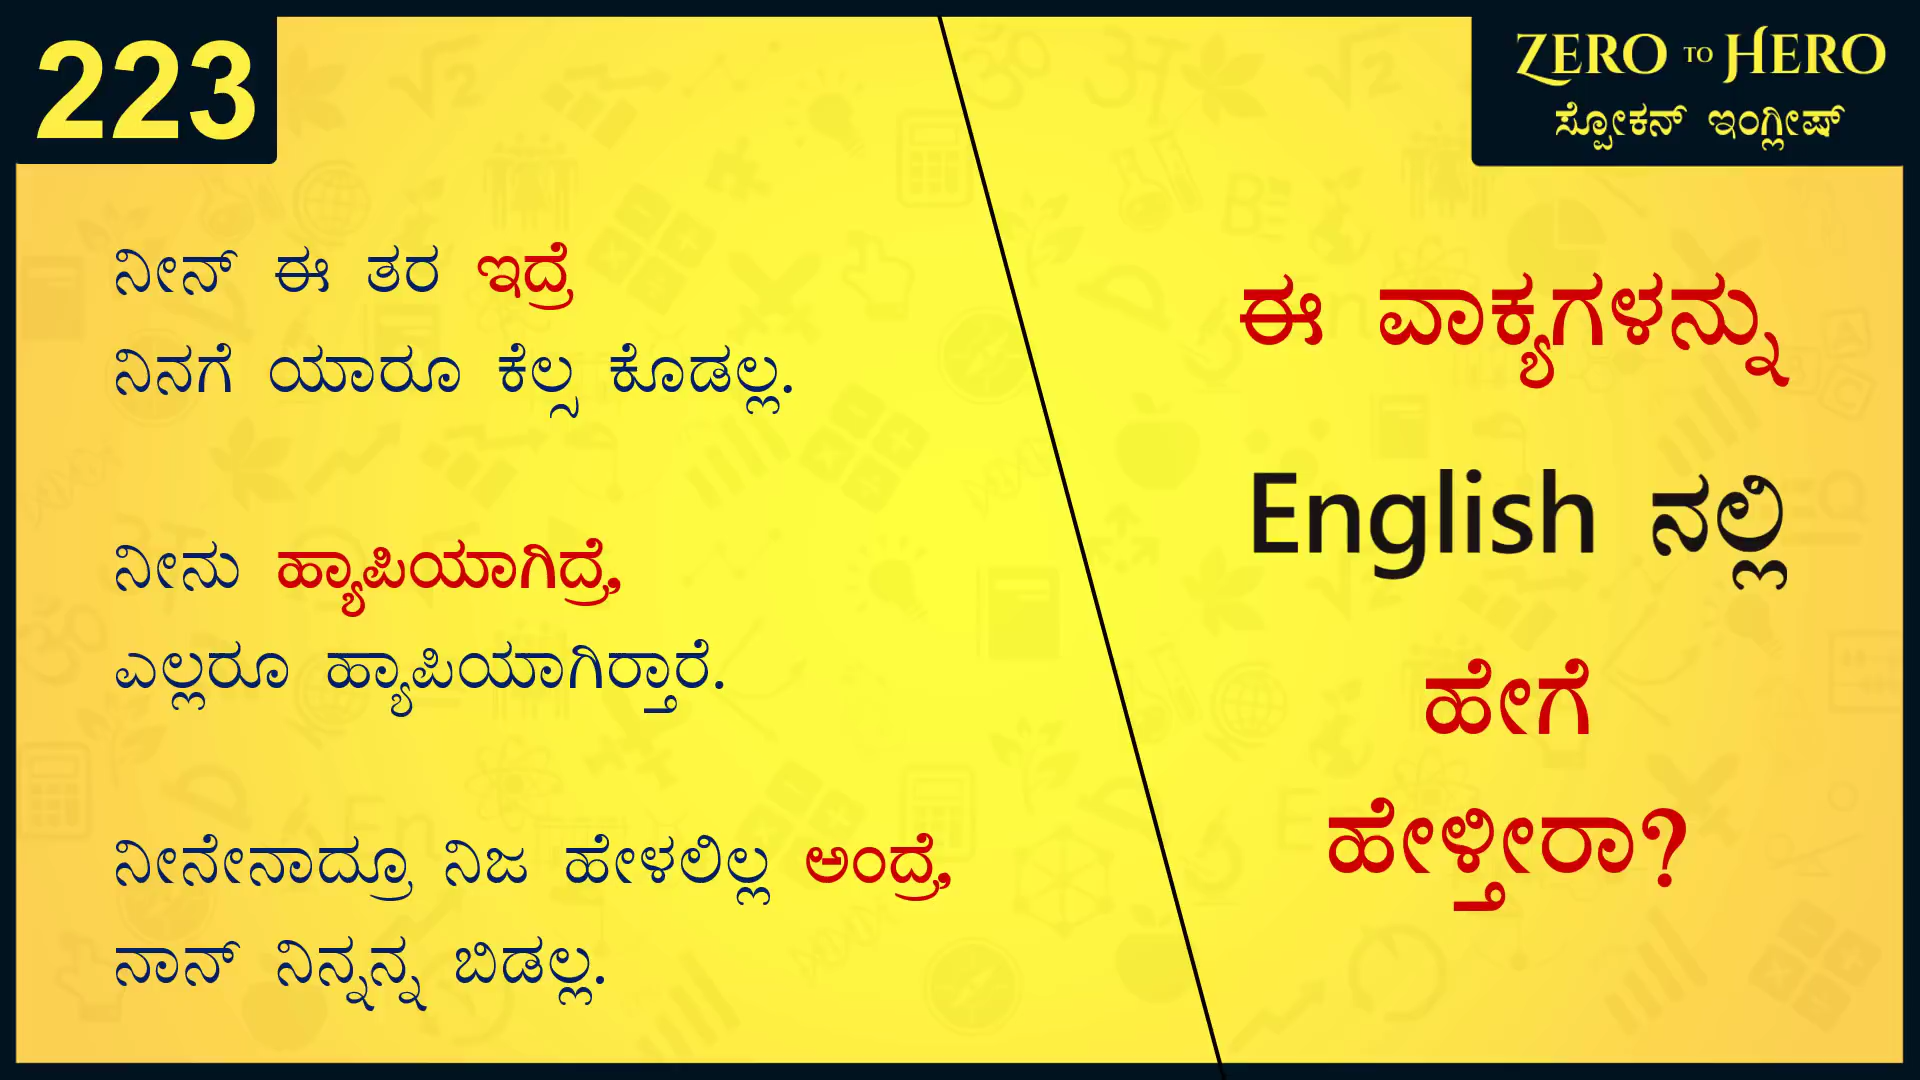 223
ZERO TO HERO
ಸ್ಪೋಕನ್ ಇಂಗ್ಲೀಷ್
ನೀನ್ ಈ ತರ ಇದ್ರೆ
ನಿನಗೆ ಯಾರೂ ಕೆಲ್ಸ ಕೊಡಲ್ಲ.
ನೀನು ಹ್ಯಾಪಿಯಾಗಿದ್ರೆ,
ಎಲ್ಲರೂ ಹ್ಯಾಪಿಯಾಗಿರ‍್ತಾರೆ.
ನೀನೇನಾದ್ರೂ ನಿಜ ಹೇಳಲಿಲ್ಲ ಅಂದ್ರೆ,
ನಾನ್ ನಿನ್ನನ್ನ ಬಿಡಲ್ಲ.
ಈ ವಾಕ್ಯಗಳನ್ನು
English ನಲ್ಲಿ
ಹೇಗೆ
ಹೇಳ್ತೀರಾ?